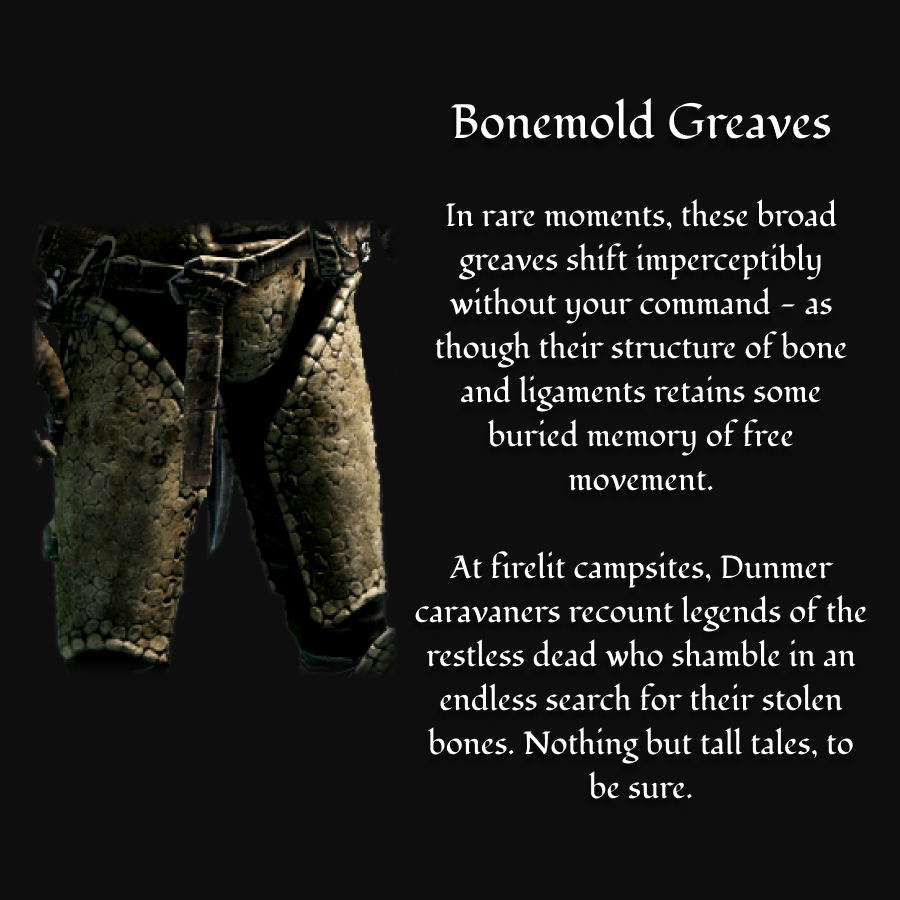 Bonemold Greaves
In rare moments, these broad
greaves shift imperceptibly
without your command – as
though their structure of bone
and ligaments retains some
buried memory of free
movement.
At firelit campsites, Dunmer
caravaners recount legends of the
restless dead who shamble in an
endless search for their stolen
bones. Nothing but tall tales, to
be sure.